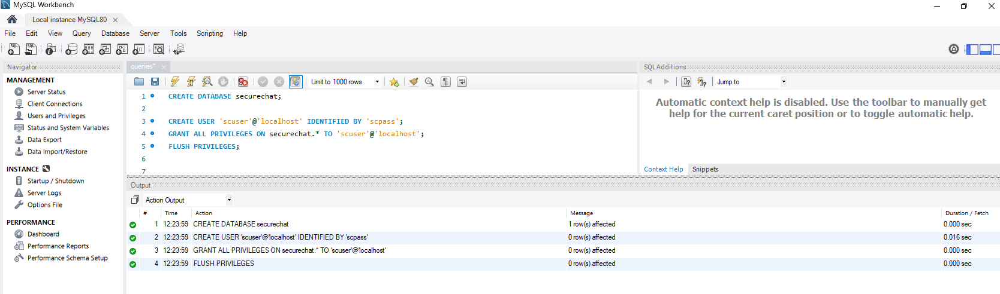 MySQL Workbench
Local instance MySQL80
File Edit View Query Database Server Tools Scripting Help
Navigator
MANAGEMENT
Server Status
Client Connections
Users and Privileges
Status and System Variables
Data Export
Data Import/Restore
INSTANCE
Startup / Shutdown
Server Logs
Options File
PERFORMANCE
Dashboard
Performance Reports
Performance Schema Setup
queries*
Limit to 1000 rows
1 CREATE DATABASE securechat;
2
3 CREATE USER 'scuser'@'localhost' IDENTIFIED BY 'scpass';
4 GRANT ALL PRIVILEGES ON securechat.* TO 'scuser'@'localhost';
5 FLUSH PRIVILEGES;
6
7
SQLAdditions
Jump to
Automatic context help is disabled. Use the toolbar to manually get
help for the current caret position or to toggle automatic help.
Context Help Snippets
Output
Action Output
# Time Action Message Duration / Fetch
1 12:23:59 CREATE DATABASE securechat 1 row(s) affected 0.000 sec
2 12:23:59 CREATE USER 'scuser'@'localhost' IDENTIFIED BY 'scpass' 0 row(s) affected 0.016 sec
3 12:23:59 GRANT ALL PRIVILEGES ON securechat.* TO 'scuser'@'localhost' 0 row(s) affected 0.000 sec
4 12:23:59 FLUSH PRIVILEGES 0 row(s) affected 0.000 sec